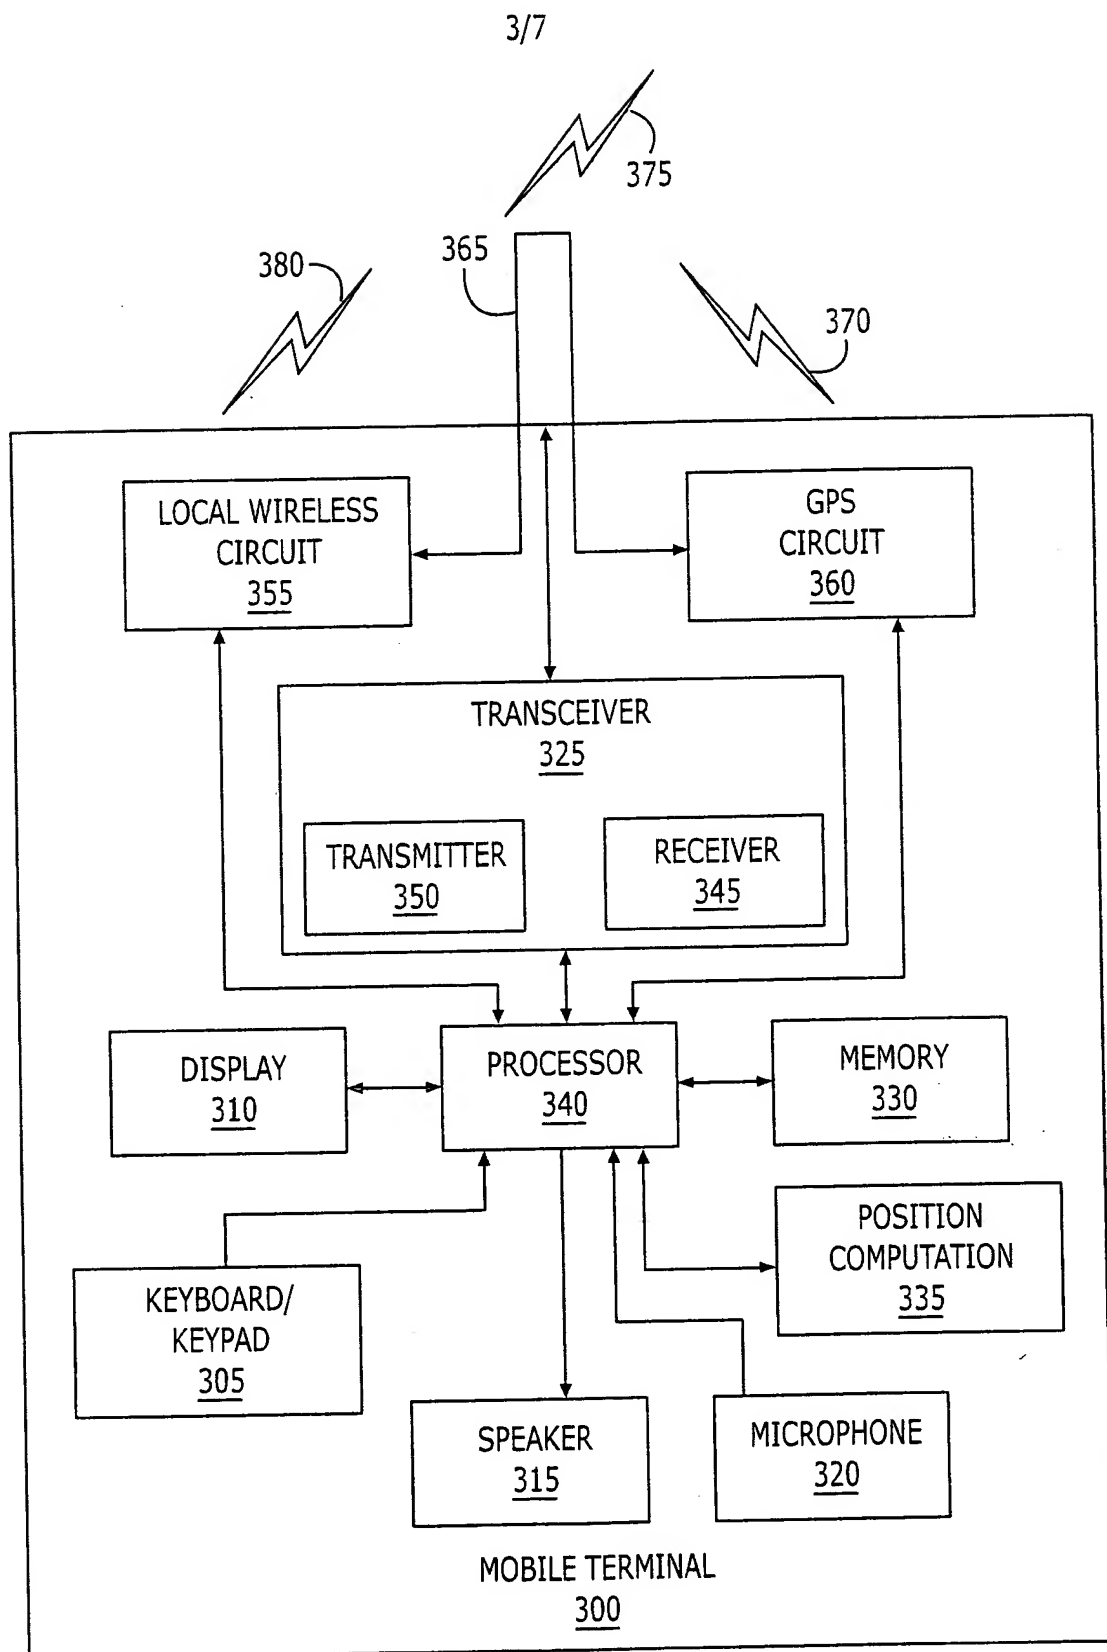 3/7
375
365
380
370
LOCAL WIRELESS
CIRCUIT
355
GPS
CIRCUIT
360
TRANSCEIVER
325
TRANSMITTER
350
RECEIVER
345
DISPLAY
310
PROCESSOR
340
MEMORY
330
POSITION
COMPUTATION
335
KEYBOARD/
KEYPAD
305
SPEAKER
315
MICROPHONE
320
MOBILE TERMINAL
300